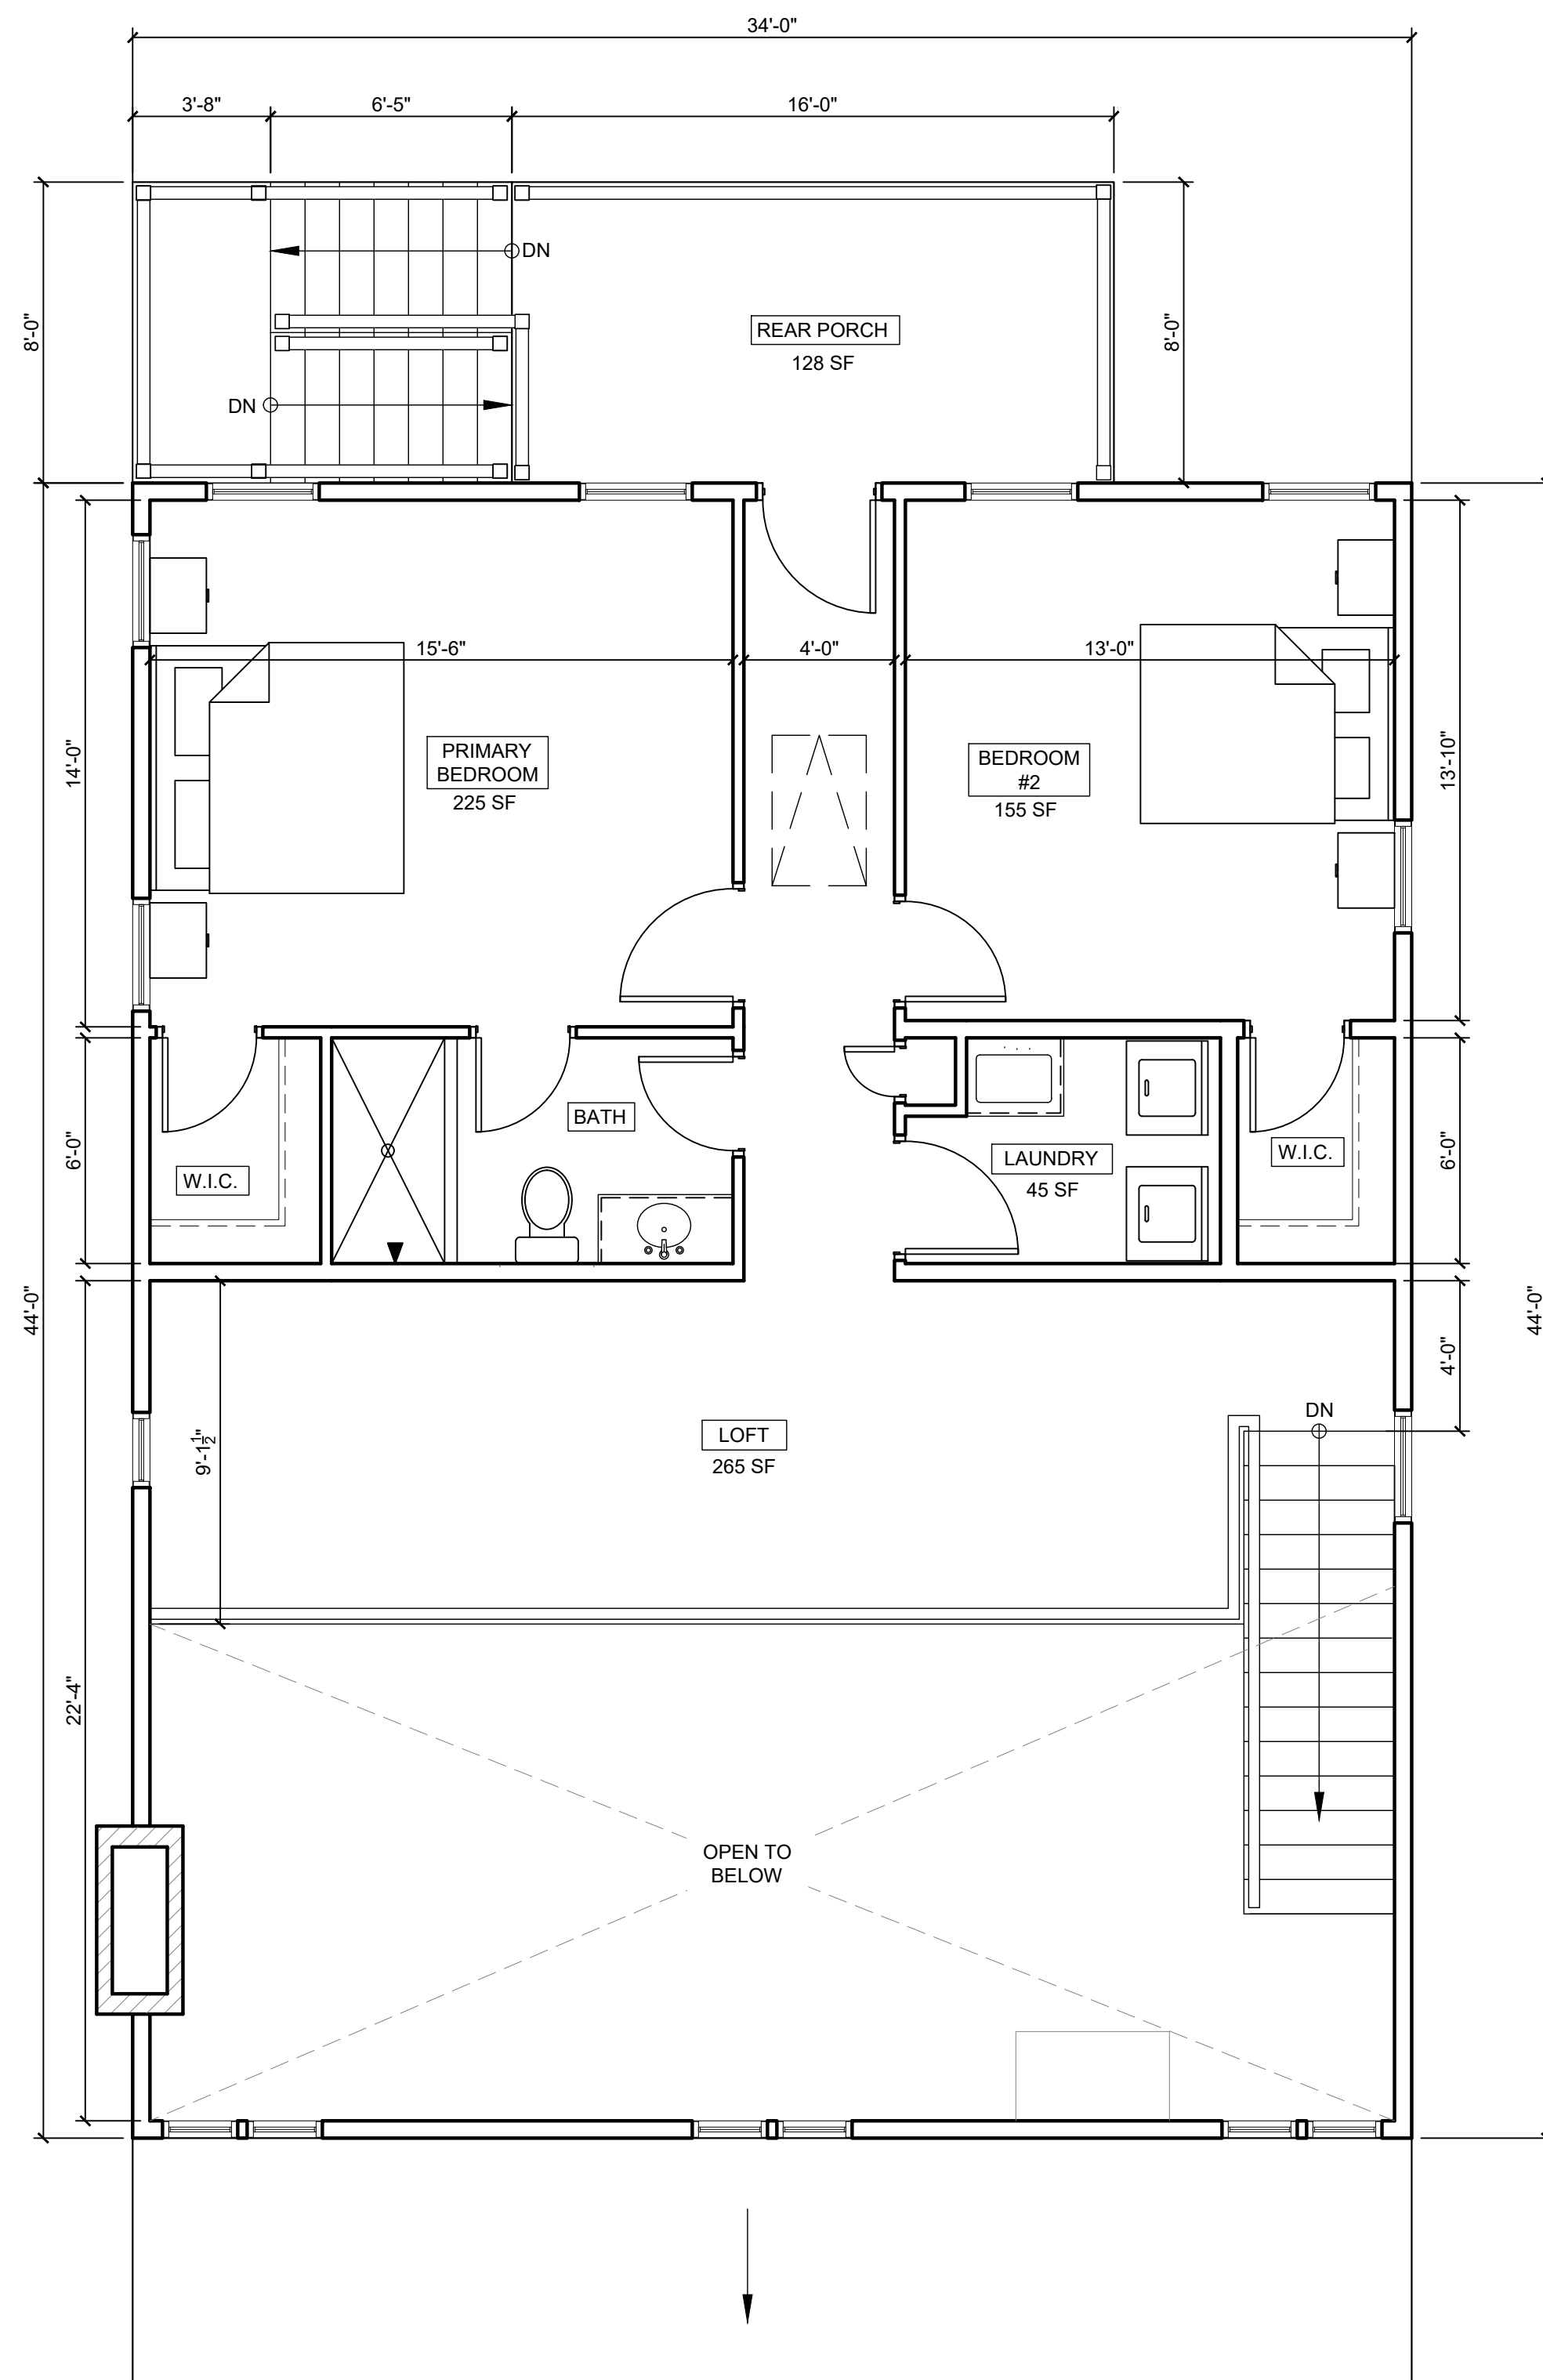 34'-0"
3'-8"
6'-5"
16'-0"
DN
REAR PORCH
128 SF
8'-0"
8'-0"
DN
15'-6"
4'-0"
13'-0"
PRIMARY
BEDROOM
225 SF
BEDROOM
#2
155 SF
14'-0"
13'-10"
BATH
W.I.C.
LAUNDRY
45 SF
W.I.C.
6'-0"
6'-0"
44'-0"
44'-0"
4'-0"
DN
9'-1 1/2"
LOFT
265 SF
22'-4"
OPEN TO
BELOW